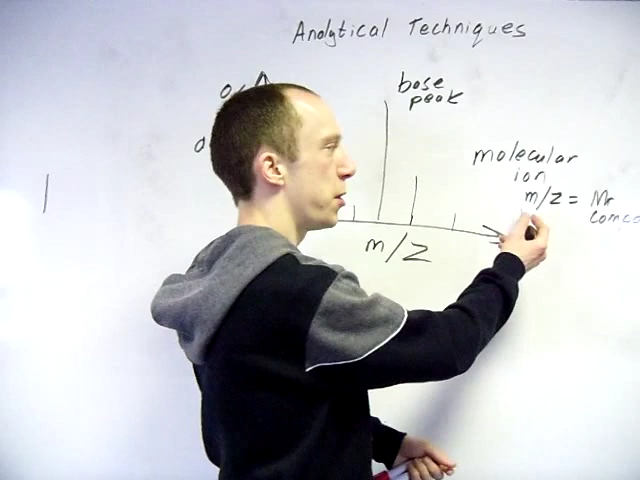 Analytical Techniques
base
peak
molecular
ion
m/z = Mr
m/z